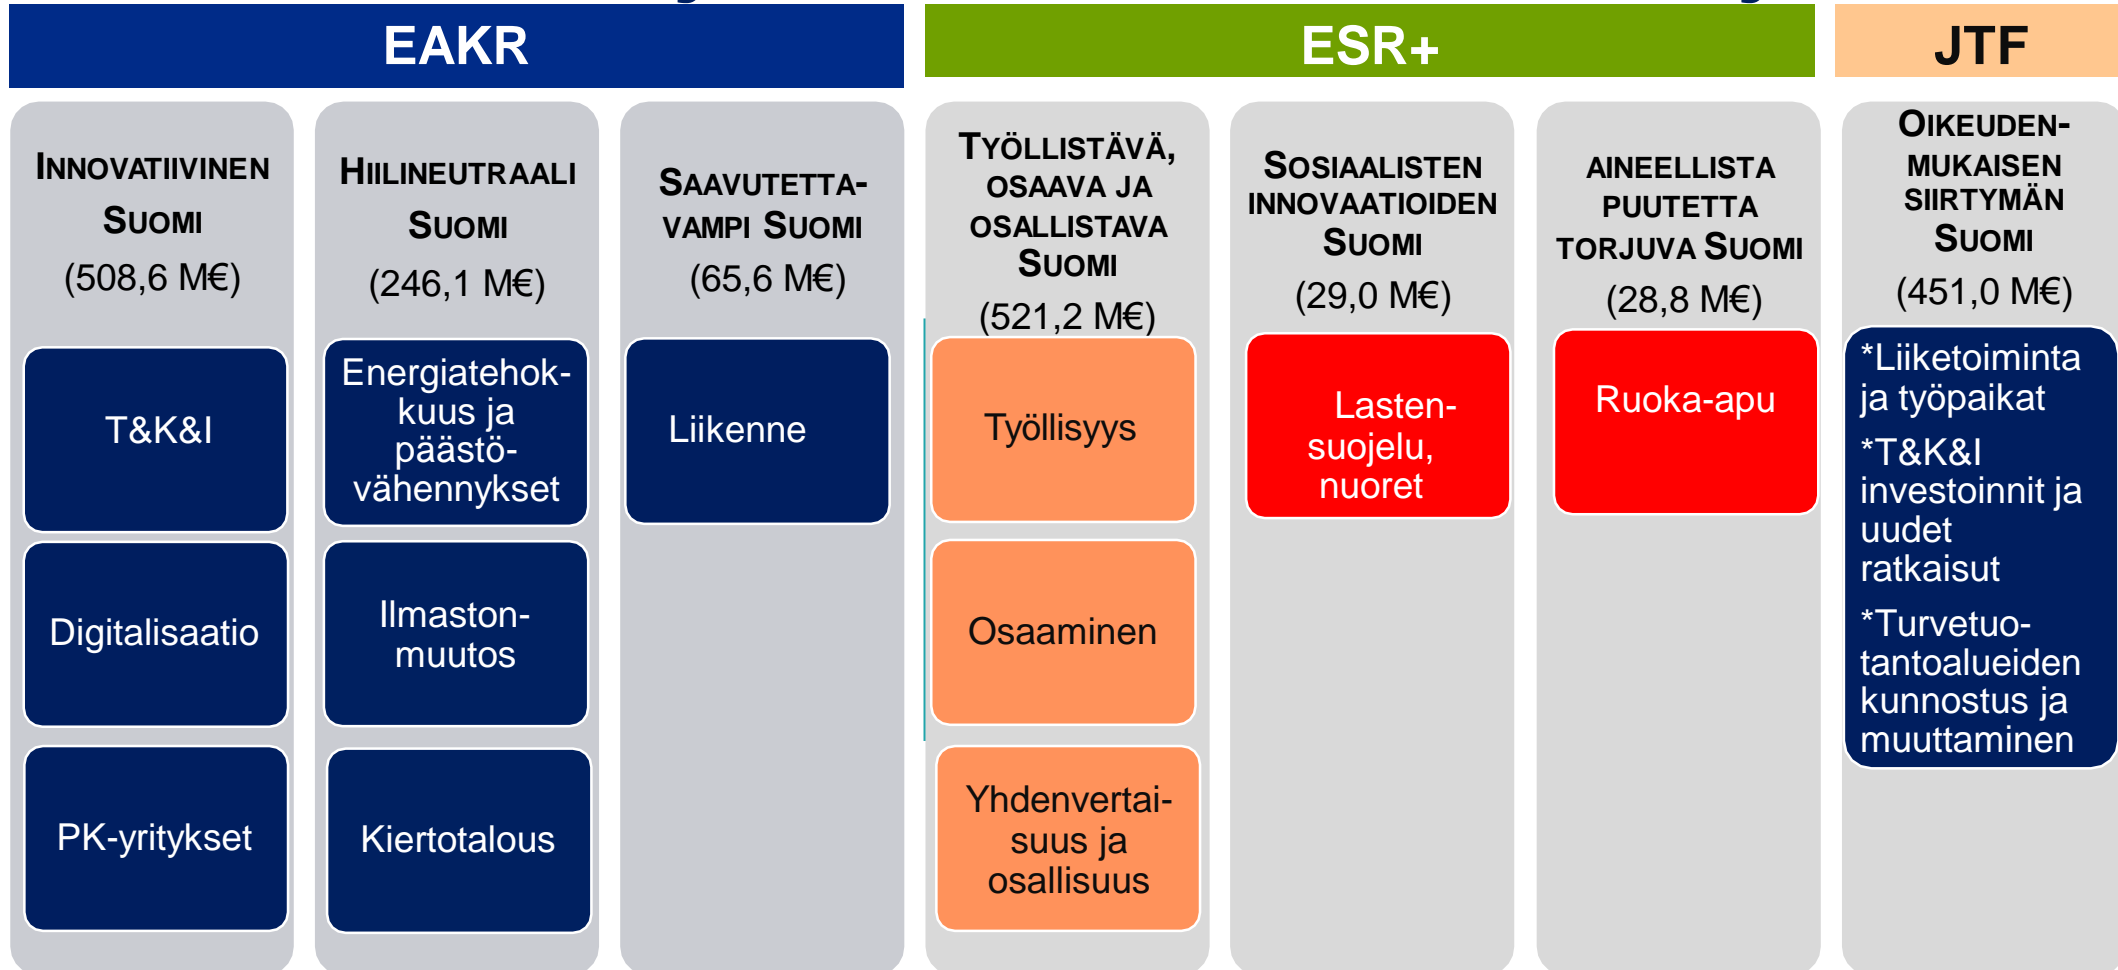 EAKR
ESR+
JTF
INNOVATIIVINEN
SUOMI
(508,6 M€)
T&K&I
Digitalisaatio
PK-yritykset
HIILINEUTRAALI
SUOMI
(246,1 M€)
Energiatehok-
kuus ja
päästö-
vähennykset
Ilmaston-
muutos
Kiertotalous
SAAVUTETTA-
VAMPI SUOMI
(65,6 M€)
Liikenne
TYÖLLISTÄVÄ,
OSAAVA JA
OSALLISTAVA
SUOMI
(521,2 M€)
Työllisyys
Osaaminen
Yhdenvertai-
suus ja
osallisuus
SOSIAALISTEN
INNOVAATIOIDEN
SUOMI
(29,0 M€)
Lasten-
suojelu,
nuoret
AINEELLISTA
PUUTETTA
TORJUVA SUOMI
(28,8 M€)
Ruoka-apu
OIKEUDEN-
MUKAISEN
SIIRTYMÄN
SUOMI
(451,0 M€)
*Liiketoiminta
ja työpaikat
*T&K&I
investoinnit ja
uudet
ratkaisut
*Turvetuo-
tantoalueiden
kunnostus ja
muuttaminen